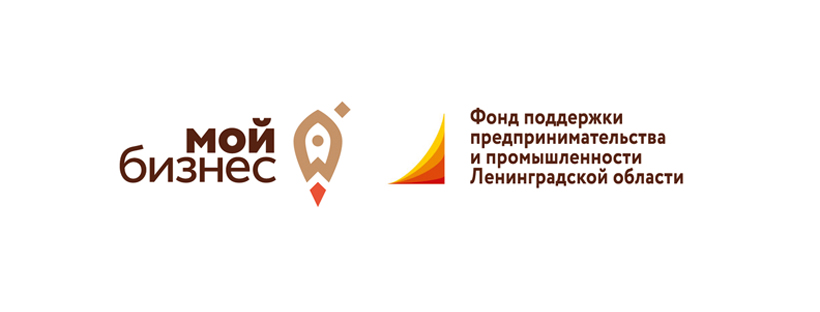 мой
бизнес
Фонд поддержки
предпринимательства
и промышленности
Ленинградской области